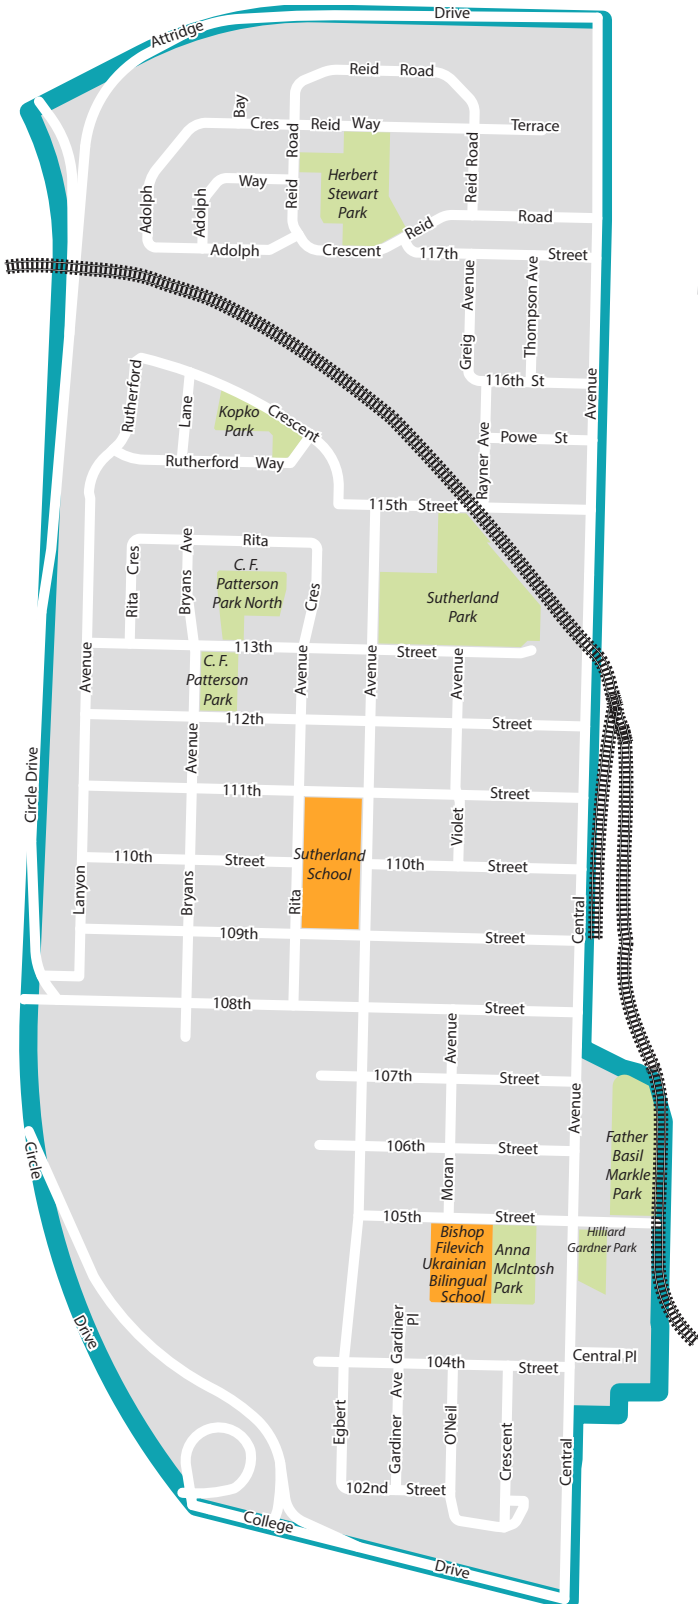 Drive
Attridge
Reid Road
Bay
Cres
Reid Way
Terrace
Road
Reid Road
Herbert
Stewart
Park
Way
Reid
Adolph
Adolph
Reid
Road
Adolph
Crescent
117th
Street
Avenue
Thompson Ave
Greig
116th St
Avenue
Rutherford
Lane
Kopko
Park
Crescent
Rayner Ave
Powe St
Rutherford Way
115th Street
Rita
Cres
Ave
Rita
Bryans
C. F.
Patterson
Park North
Cres
Sutherland
Park
113th
Street
Avenue
C. F.
Patterson
Park
Avenue
Avenue
Avenue
112th
Street
Avenue
Circle Drive
111th
Street
Violet
110th
Street
Sutherland
School
110th
Street
Lanyon
Bryans
Rita
Central
109th
Street
108th
Street
Avenue
107th
Street
Avenue
106th
Street
Father
Basil
Markle
Park
Circle
Moran
105th
Street
Bishop
Filevich
Ukrainian
Bilingual
School
Anna
McIntosh
Park
Hilliard
Gardner Park
Drive
Gardiner
Pl
104th
Street
Central Pl
Ave
Egbert
Gardiner
O'Neil
Crescent
Central
102nd
Street
College
Drive